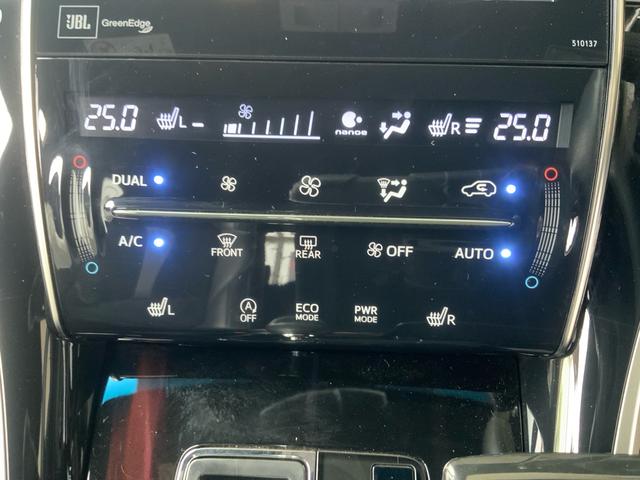 JBL GreenEdge
510137
25.0 L nanoe R 25.0
DUAL
A/C FRONT REAR OFF AUTO
L A OFF ECO MODE PWR MODE R